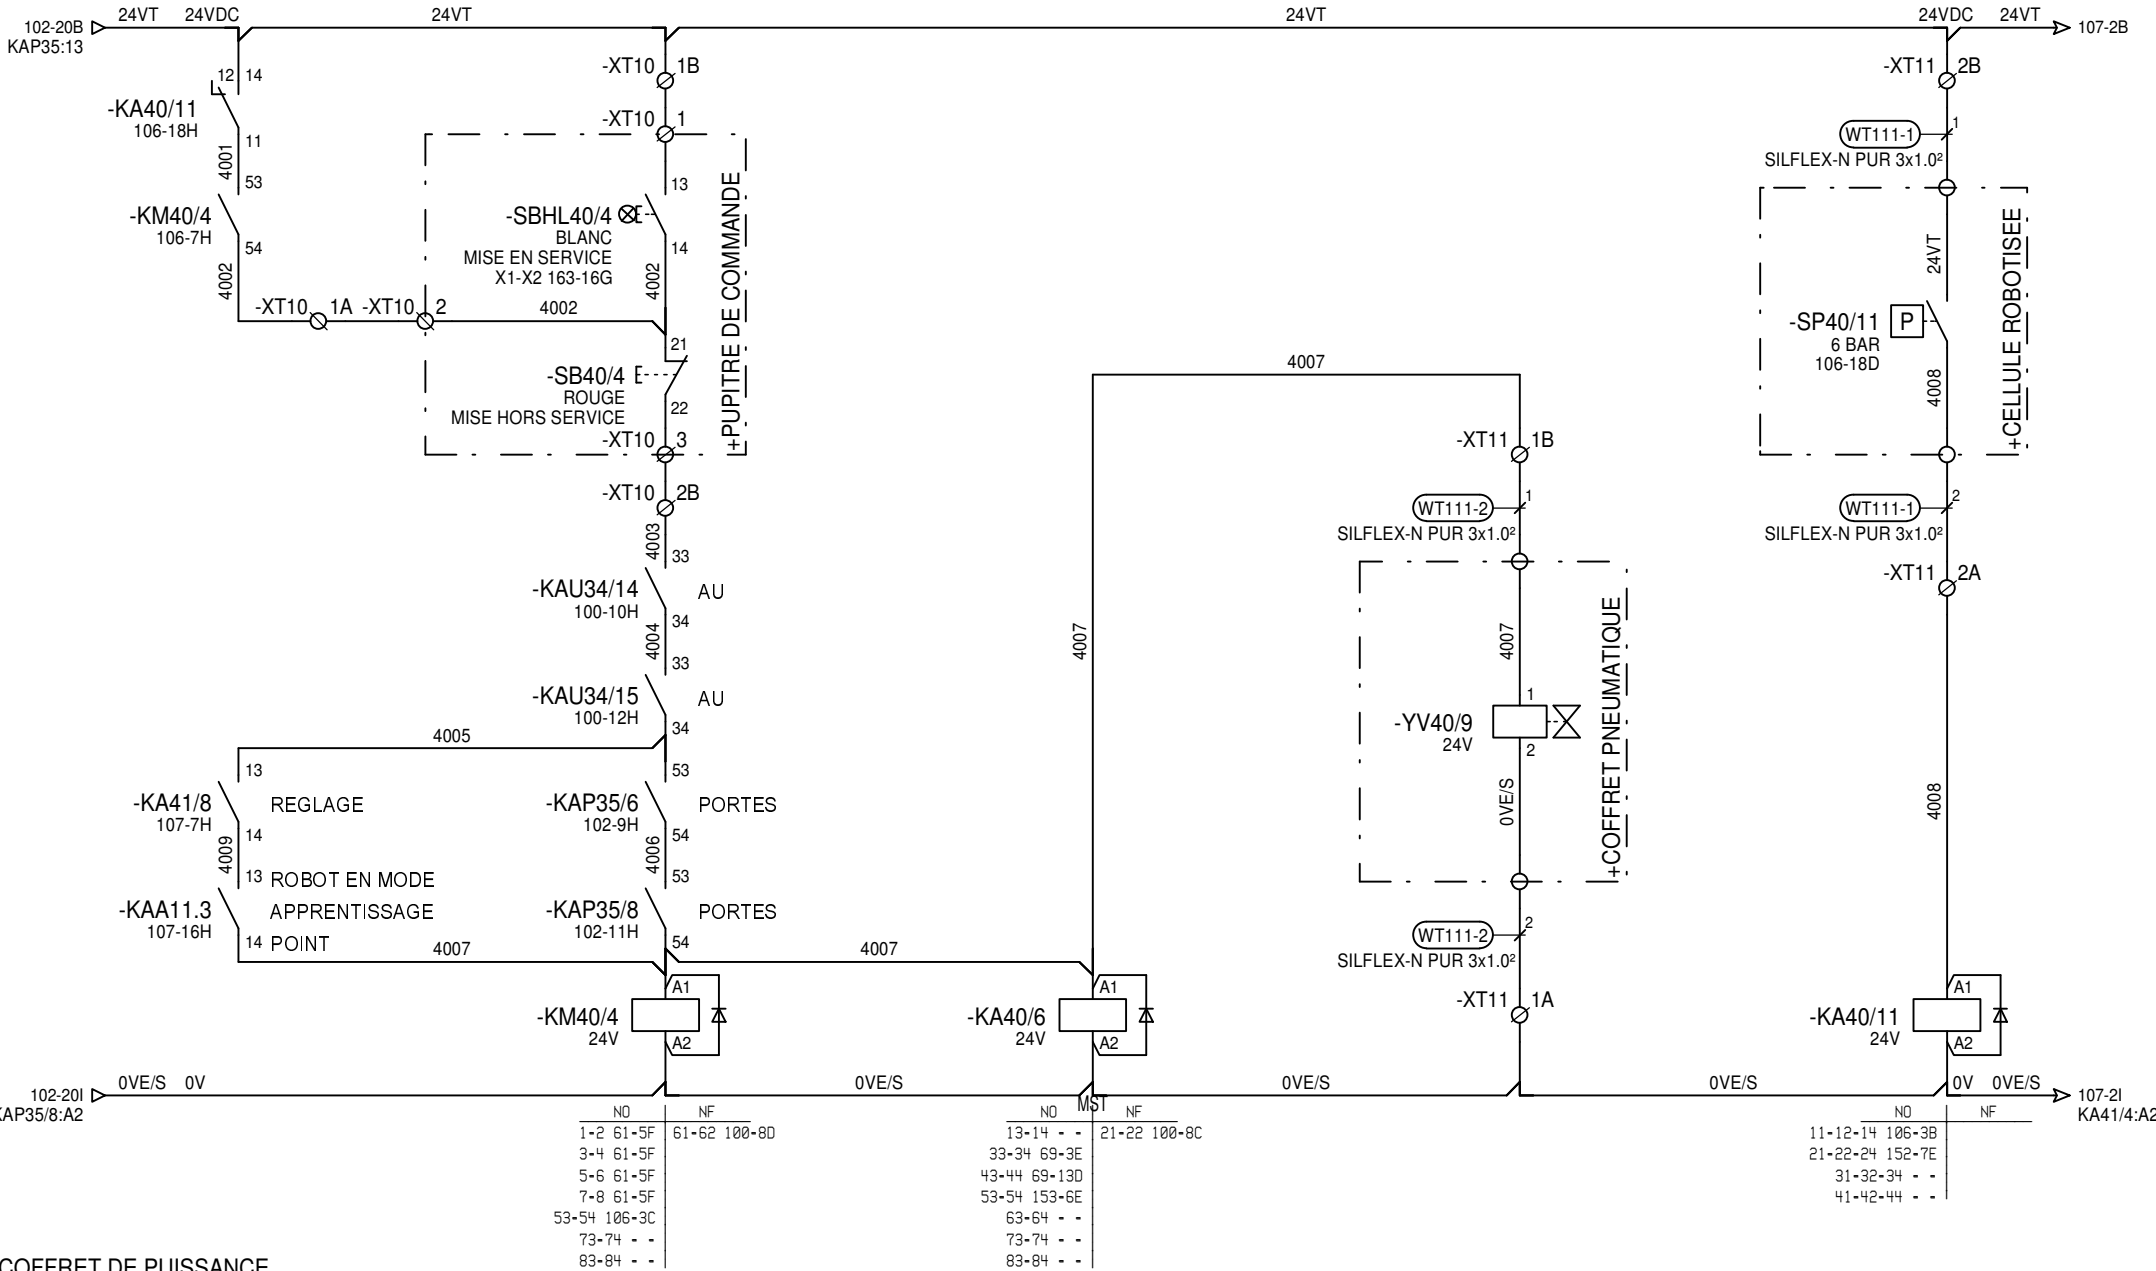 24VT 24VDC 24VT 24VT 24VDC 24VT
102-20B
KAP35:13
107-2B
-XT10 1B
-XT11 2B
12 14
-KA40/11
106-18H
11
4001
53
-KM40/4
106-7H
54
4002
-XT10 1A -XT10 2
4002
-XT10 1
13
-SBHL40/4
BLANC
MISE EN SERVICE
X1-X2 163-16G
14
4002
21
-SB40/4
ROUGE
MISE HORS SERVICE
22
-XT10 3
+PUPITRE DE COMMANDE
-XT10 2B
4003
33
-KAU34/14 AU
100-10H
34
4004
33
-KAU34/15 AU
100-12H
34
4005
13
-KA41/8 REGLAGE
107-7H
14
4009
13 ROBOT EN MODE
-KAA11.3 APPRENTISSAGE
107-16H
14 POINT
4007
53
-KAP35/6 PORTES
102-9H
54
4006
53
-KAP35/8 PORTES
102-11H
54
4007
4007
4007
-XT11 1B
WT111-2 1
SILFLEX-N PUR 3x1.0²
4007
1
-YV40/9
24V
2
0VE/S
+COFFRET PNEUMATIQUE
WT111-2 2
SILFLEX-N PUR 3x1.0²
-XT11 1A
WT111-1 1
SILFLEX-N PUR 3x1.0²
24VT
-SP40/11 P
6 BAR
106-18D
4008
+CELLULE ROBOTISEE
WT111-1 2
SILFLEX-N PUR 3x1.0²
-XT11 2A
4008
A1
-KM40/4
24V
A2
A1
-KA40/6
24V
A2
A1
-KA40/11
24V
A2
0VE/S 0V 0VE/S 0VE/S 0VE/S 0V 0VE/S
102-20I
KAP35/8:A2
107-2I
KA41/4:A2
MST
NO NF
1-2 61-5F 61-62 100-8D
3-4 61-5F
5-6 61-5F
7-8 61-5F
53-54 106-3C
73-74 - -
83-84 - -
NO NF
13-14 - - 21-22 100-8C
33-34 69-3E
43-44 69-13D
53-54 153-6E
63-64 - -
73-74 - -
83-84 - -
NO NF
11-12-14 106-3B
21-22-24 152-7E
31-32-34 - -
41-42-44 - -
COFFRET DE PUISSANCE